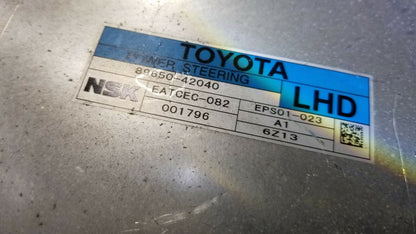 TOYOTA
POWER STEERING
89650-42040
LHD
NSK
EATCEC-082
EPS01-023
001796
A1
6Z13